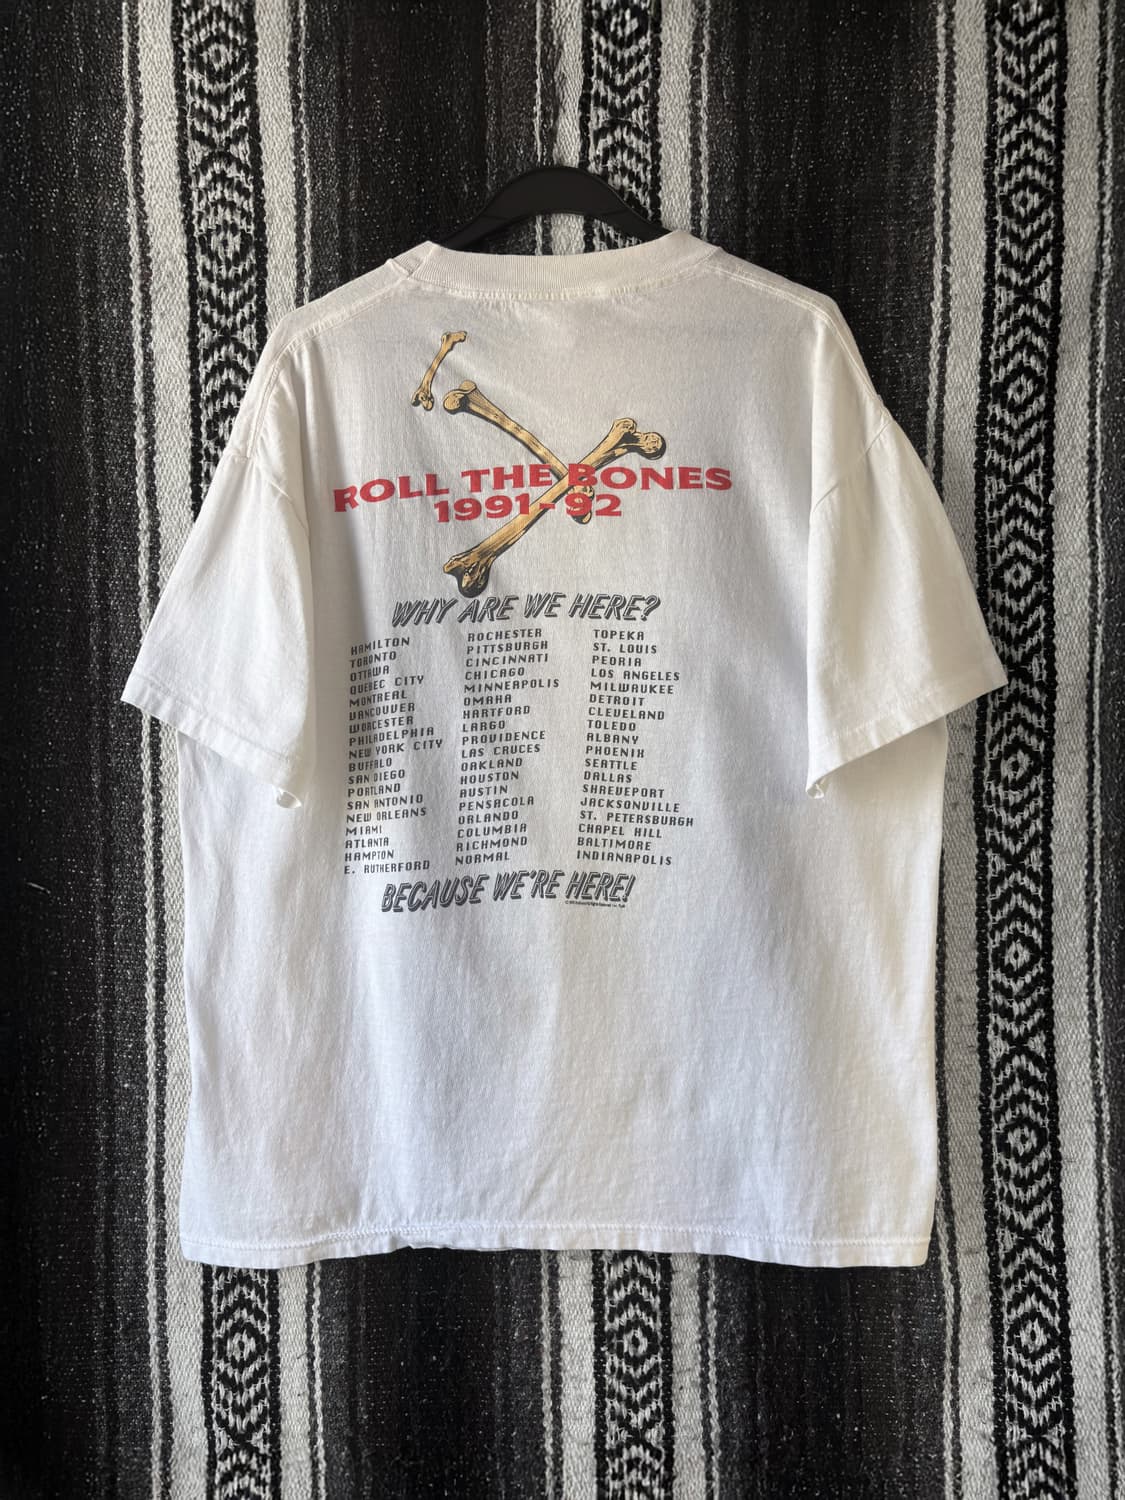 ROLL THE BONES
1991-92
WHY ARE WE HERE?
HAMILTON
TORONTO
OTTAWA
QUEBEC CITY
MONTREAL
VANCOUVER
WORCESTER
PHILADELPHIA
NEW YORK CITY
BUFFALO
SAN DIEGO
PORTLAND
SAN ANTONIO
NEW ORLEANS
MIAMI
ATLANTA
HAMPTON
E. RUTHERFORD
ROCHESTER
PITTSBURGH
CINCINNATI
CHICAGO
MINNEAPOLIS
OMAHA
HARTFORD
LARGO
PROVIDENCE
LAS CRUCES
OAKLAND
HOUSTON
AUSTIN
PENSACOLA
ORLANDO
COLUMBIA
RICHMOND
NORMAL
TOPEKA
ST. LOUIS
PEORIA
LOS ANGELES
MILWAUKEE
DETROIT
CLEVELAND
TOLEDO
ALBANY
PHOENIX
SEATTLE
DALLAS
SHREVEPORT
JACKSONVILLE
ST. PETERSBURGH
CHAPEL HILL
BALTIMORE
INDIANAPOLIS
BECAUSE WE'RE HERE!